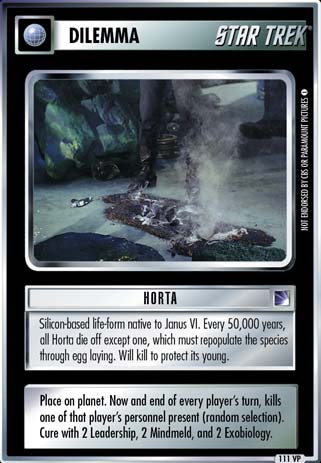 DILEMMA
STAR TREK®
NOT ENDORSED BY CBS OR PARAMOUNT PICTURES
HORTA
Silicon-based life-form native to Janus VI. Every 50,000 years,
all Horta die off except one, which must repopulate the species
through egg laying. Will kill to protect its young.
Place on planet. Now and end of every player's turn, kills
one of that player's personnel present (random selection).
Cure with 2 Leadership, 2 Mindmeld, and 2 Exobiology.
111 VP